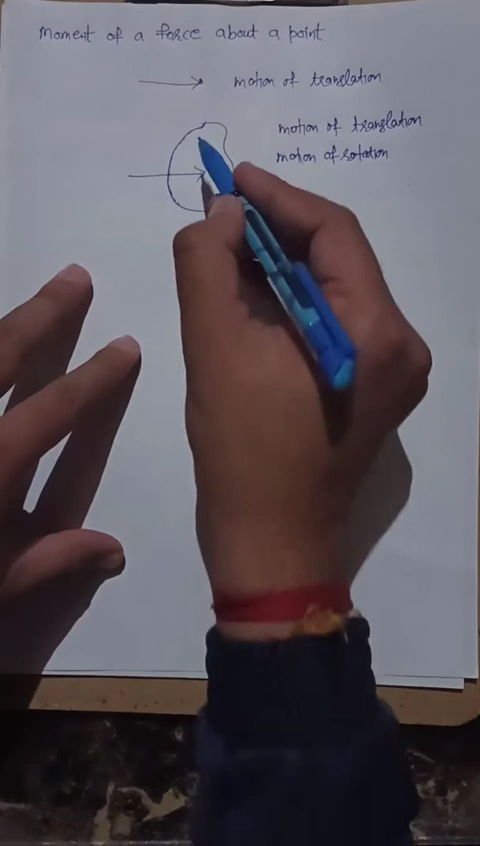 Moment of a force about a point
motion of translation
motion of translation
motion of rotation